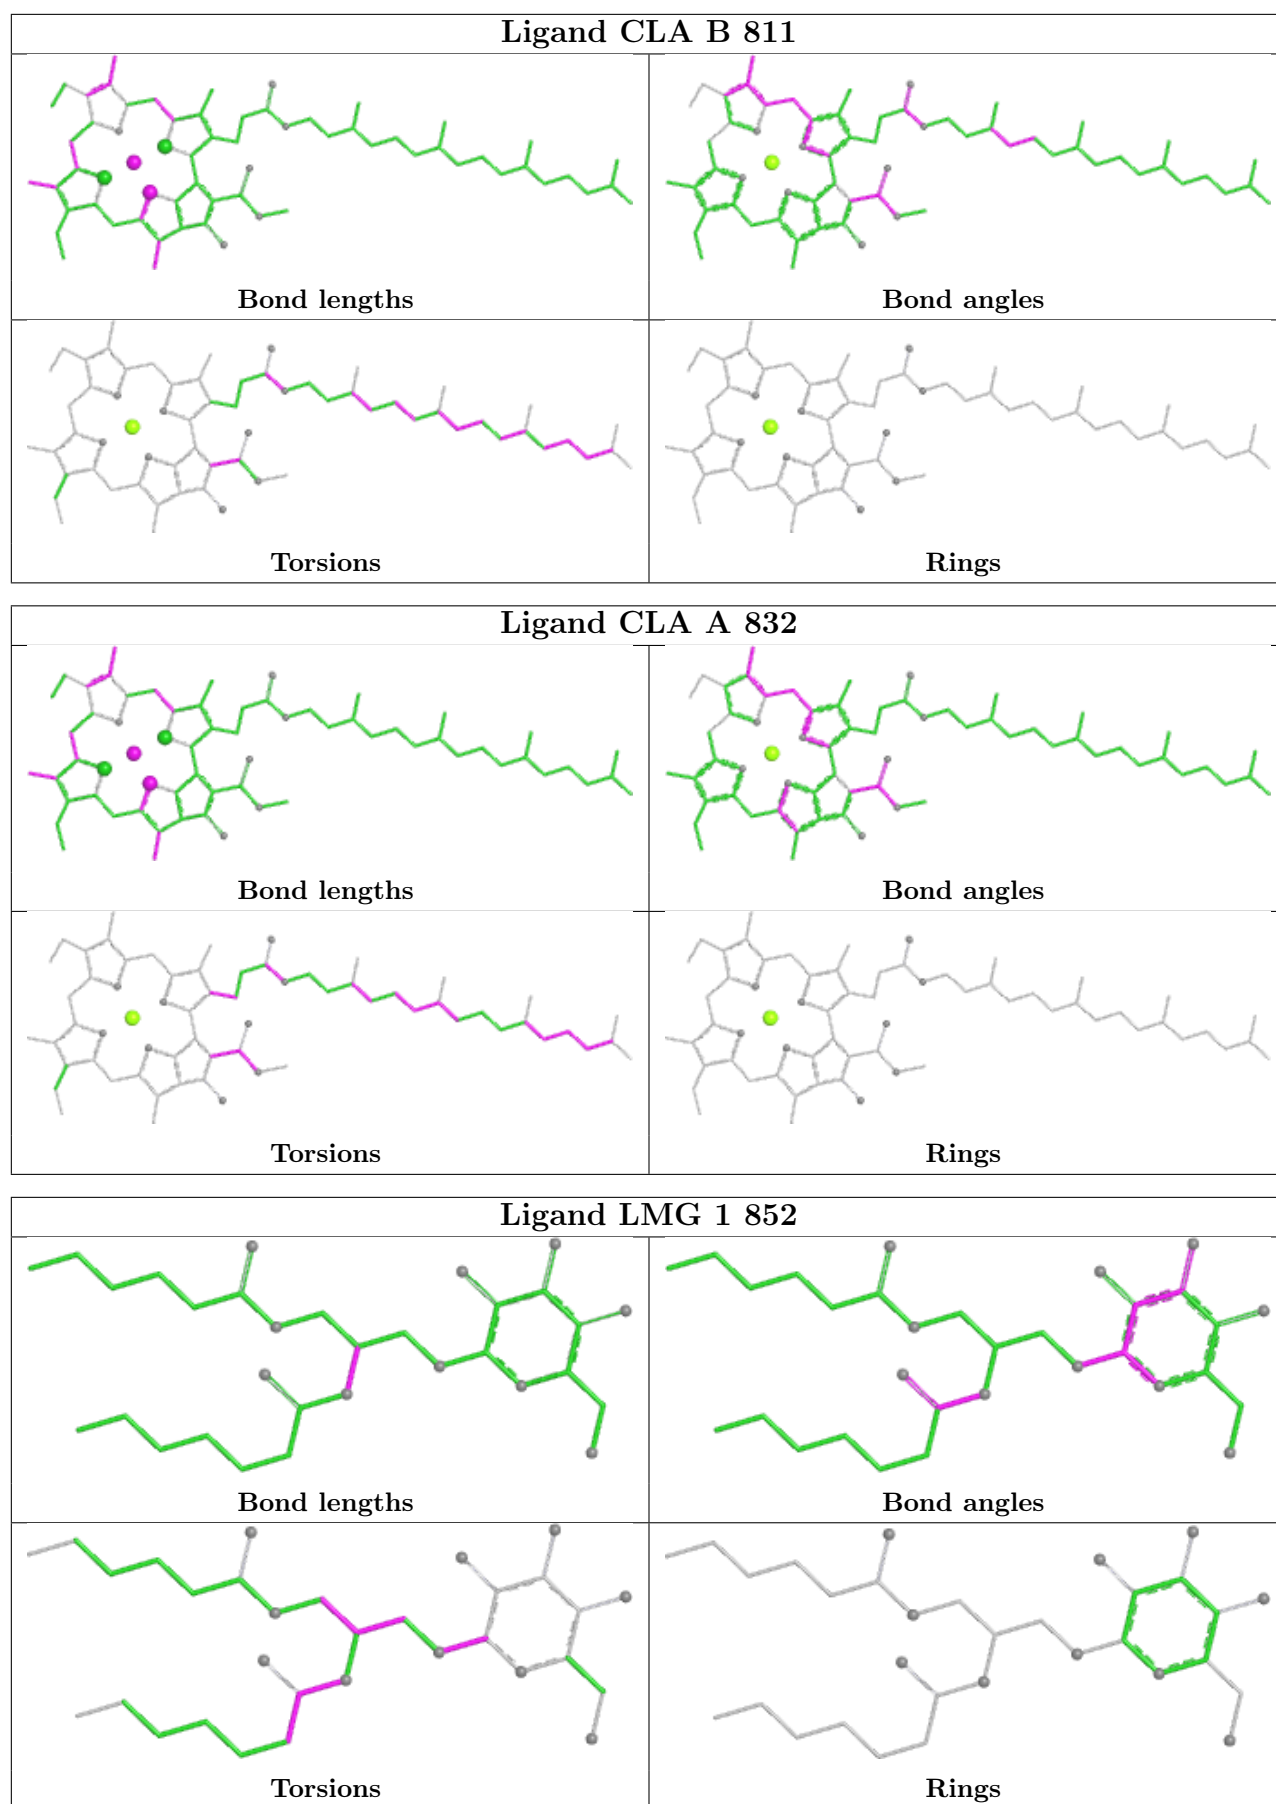 Ligand CLA B 811
Bond lengths
Bond angles
Torsions
Rings
Ligand CLA A 832
Bond lengths
Bond angles
Torsions
Rings
Ligand LMG 1 852
Bond lengths
Bond angles
Torsions
Rings